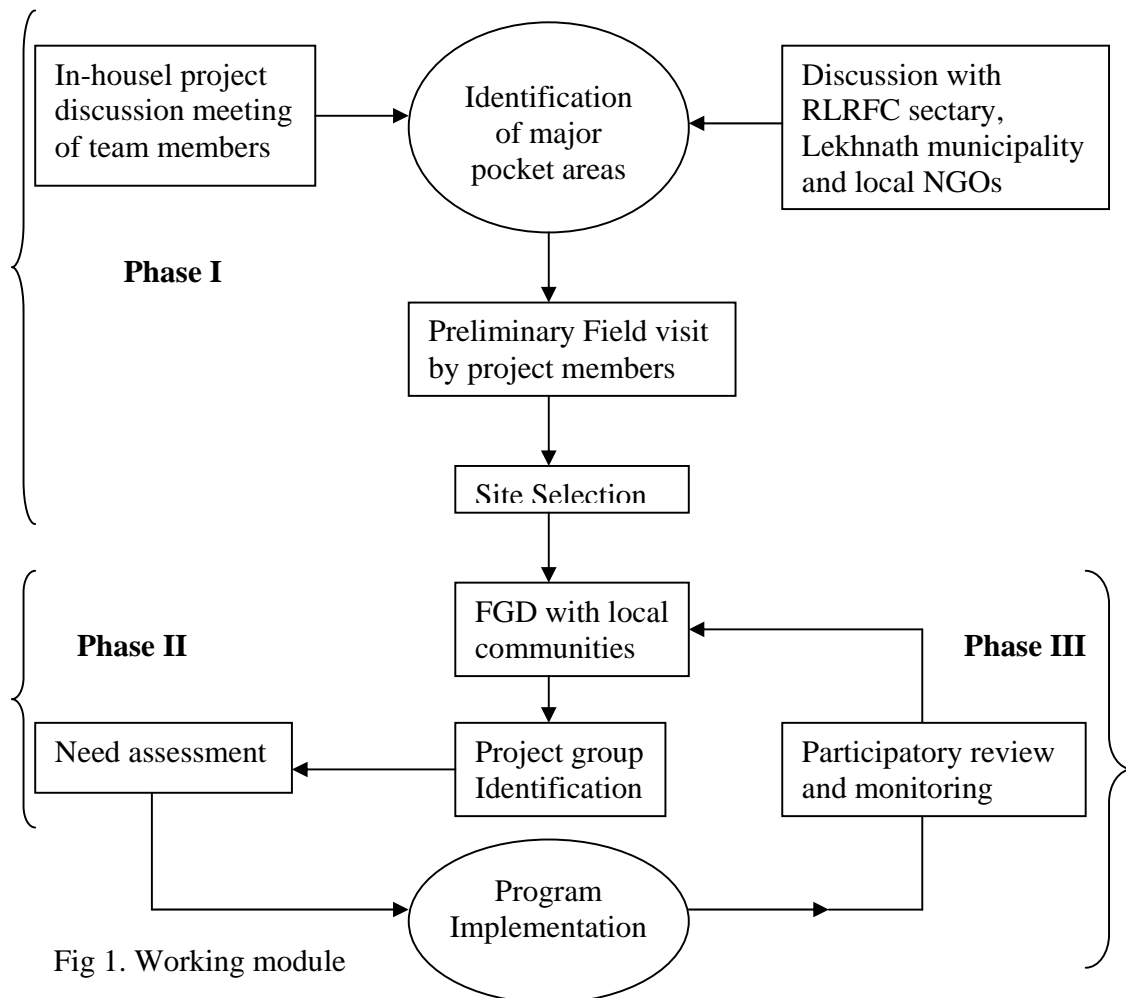 In-housel project
discussion meeting
of team members
Identification
of major
pocket areas
Discussion with
RLRFC sectary,
Lekhnath municipality
and local NGOs
Phase I
Preliminary Field visit
by project members
Site Selection
FGD with local
communities
Phase II
Phase III
Need assessment
Project group
Identification
Participatory review
and monitoring
Program
Implementation
Fig 1. Working module